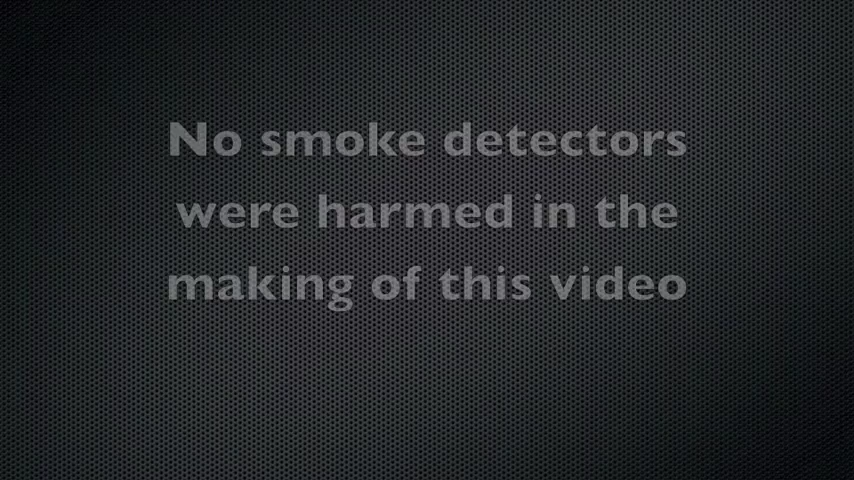 No smoke detectors
were harmed in the
making of this video